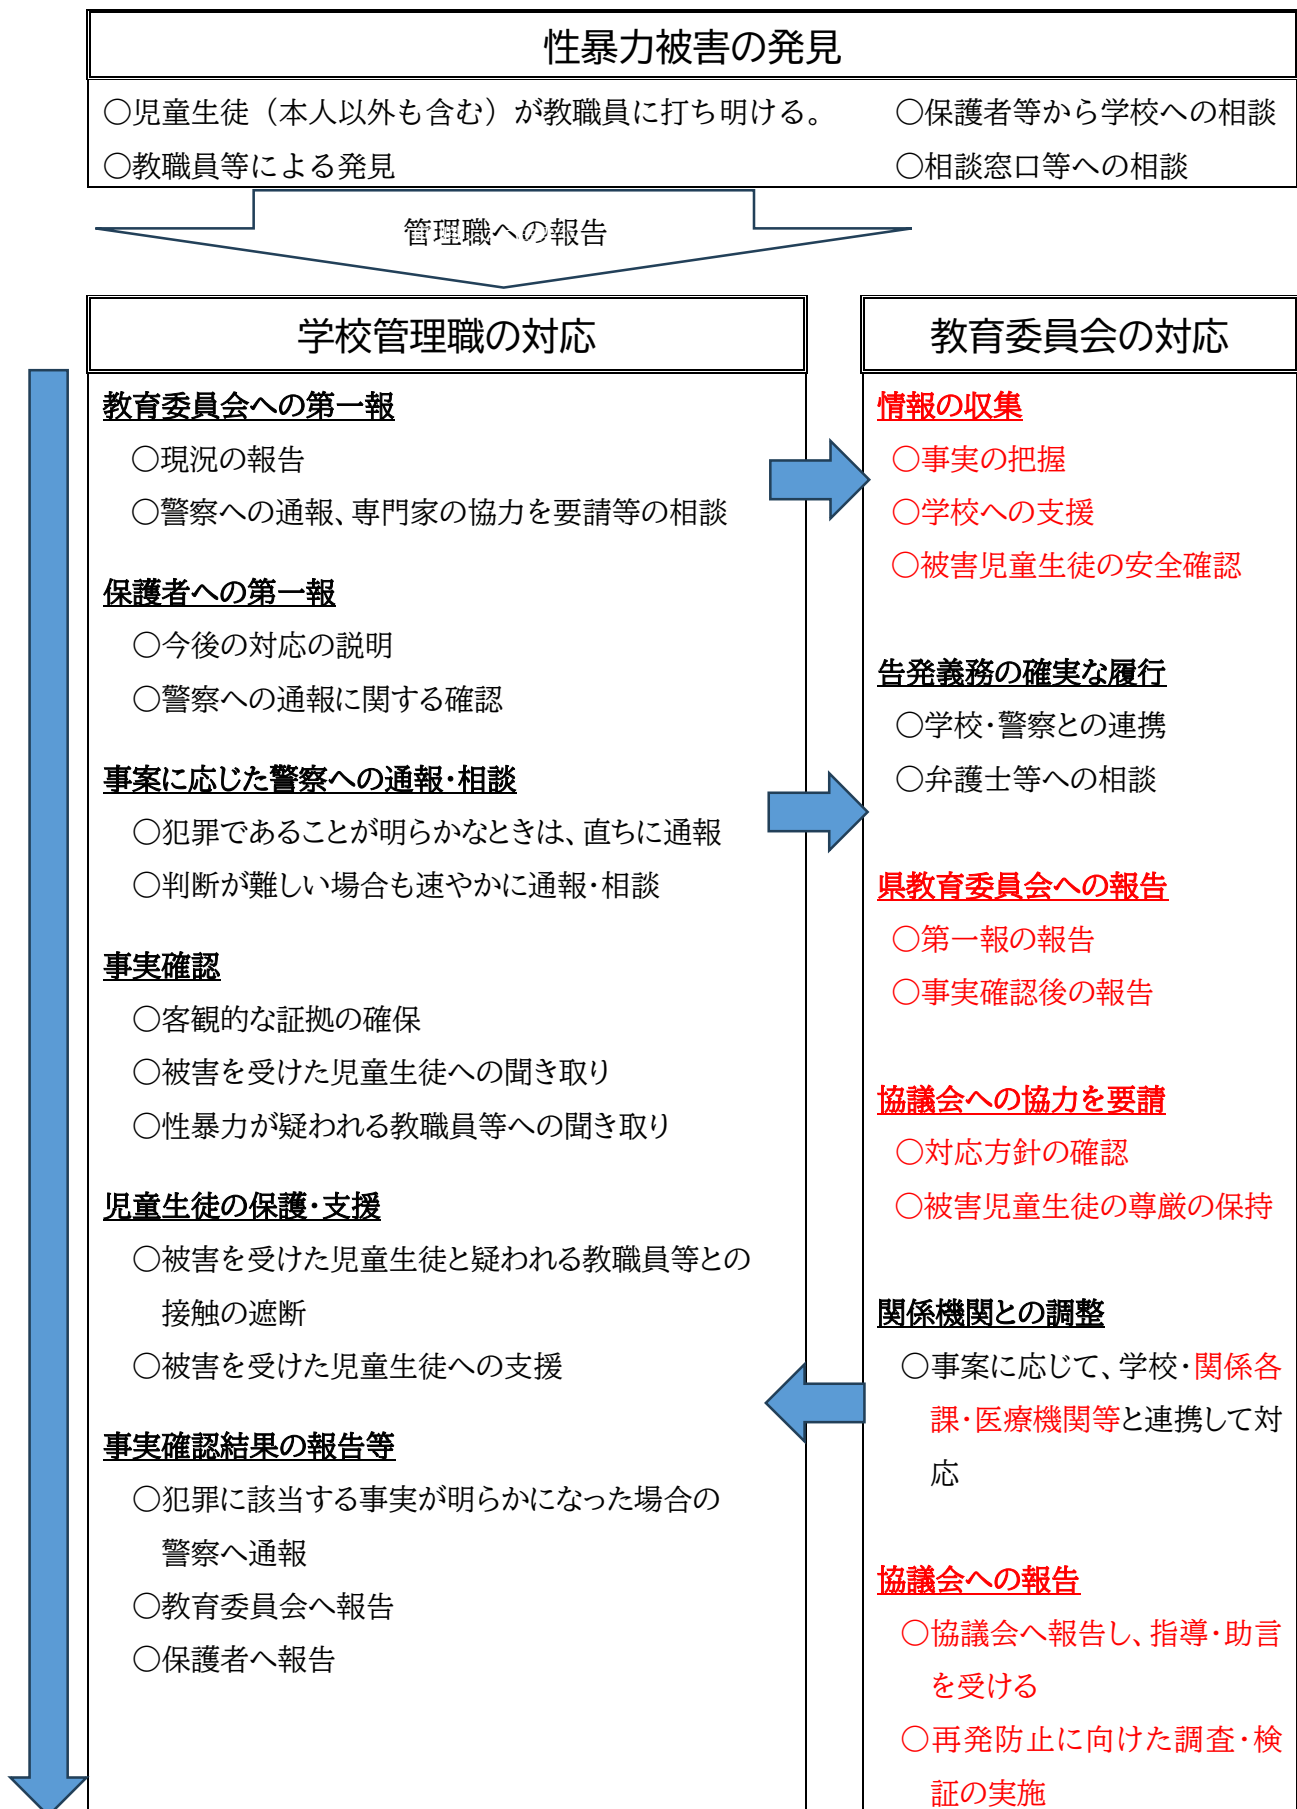 性暴力被害の発見
○児童生徒（本人以外も含む）が教職員に打ち明ける。 ○保護者等から学校への相談
○教職員等による発見 ○相談窓口等への相談
管理職への報告
学校管理職の対応
教育委員会への第一報
○現況の報告
○警察への通報、専門家の協力を要請等の相談
保護者への第一報
○今後の対応の説明
○警察への通報に関する確認
事案に応じた警察への通報・相談
○犯罪であることが明らかなときは、直ちに通報
○判断が難しい場合も速やかに通報・相談
事実確認
○客観的な証拠の確保
○被害を受けた児童生徒への聞き取り
○性暴力が疑われる教職員等への聞き取り
児童生徒の保護・支援
○被害を受けた児童生徒と疑われる教職員等との
接触の遮断
○被害を受けた児童生徒への支援
事実確認結果の報告等
○犯罪に該当する事実が明らかになった場合の
警察へ通報
○教育委員会へ報告
○保護者へ報告
教育委員会の対応
情報の収集
○事実の把握
○学校への支援
○被害児童生徒の安全確認
告発義務の確実な履行
○学校・警察との連携
○弁護士等への相談
県教育委員会への報告
○第一報の報告
○事実確認後の報告
協議会への協力を要請
○対応方針の確認
○被害児童生徒の尊厳の保持
関係機関との調整
○事案に応じて、学校・関係各
課・医療機関等と連携して対
応
協議会への報告
○協議会へ報告し、指導・助言
を受ける
○再発防止に向けた調査・検
証の実施